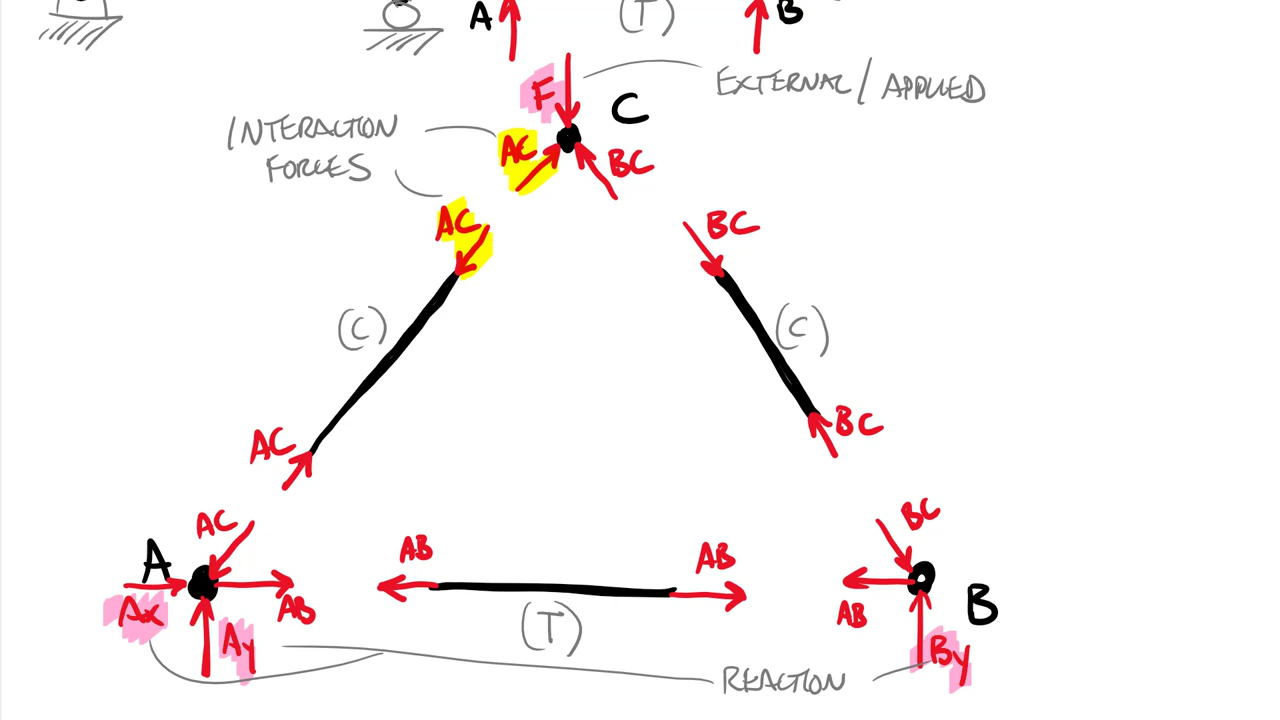 A
(T)
B
F
EXTERNAL / APPLIED
C
INTERACTION
FORCES
AC
BC
AC
BC
(C)
(C)
AC
BC
AC
BC
A
AB
AB
Ax
AB
AB
B
Ay
(T)
By
REACTION